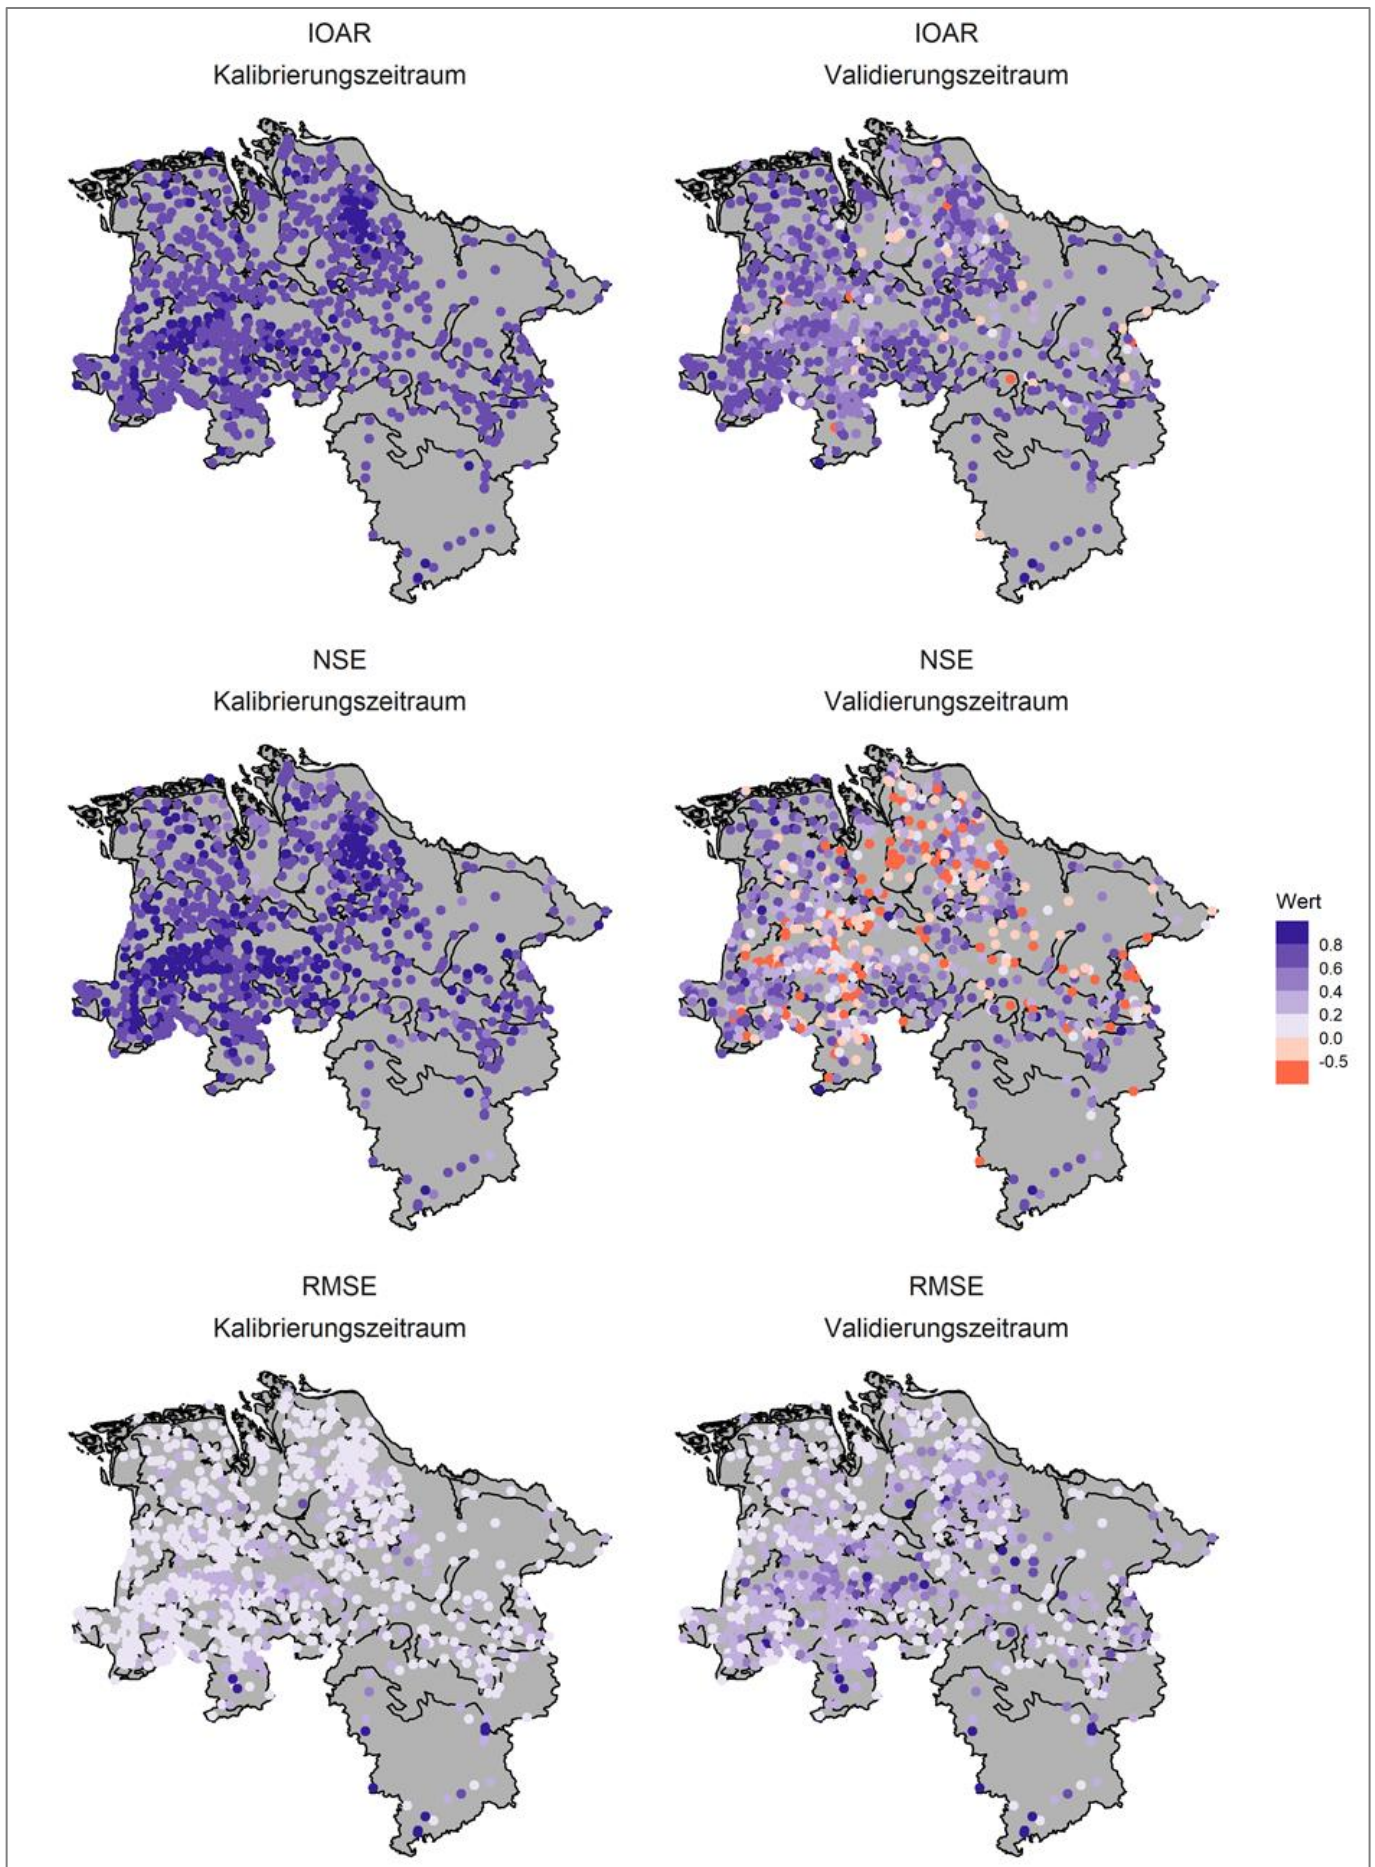 IOAR
Kalibrierungszeitraum
IOAR
Validierungszeitraum
NSE
Kalibrierungszeitraum
NSE
Validierungszeitraum
Wert
0.8
0.6
0.4
0.2
0.0
-0.5
RMSE
Kalibrierungszeitraum
RMSE
Validierungszeitraum